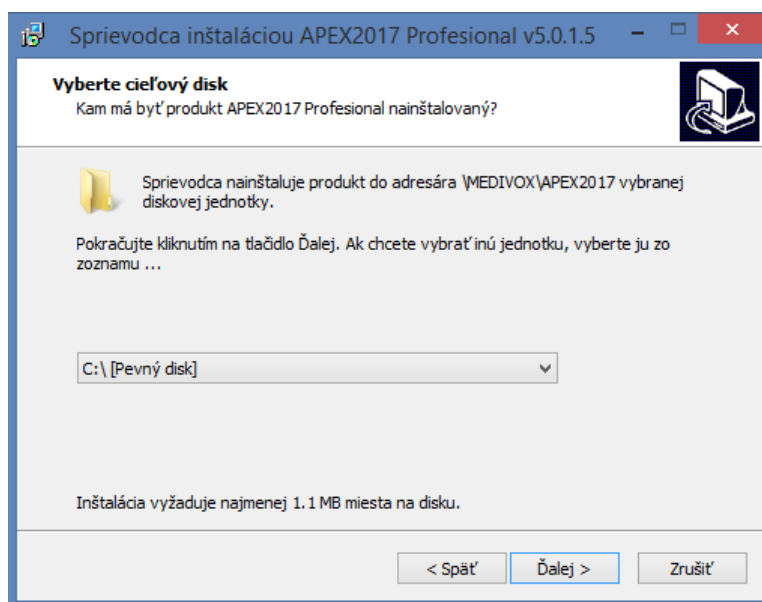 Sprievodca inštaláciou APEX2017 Profesional v5.0.1.5
Vyberte cieľový disk
Kam má byť produkt APEX2017 Profesional nainštalovaný?
Sprievodca nainštaluje produkt do adresára \MEDIVOX\APEX2017 vybranej
diskovej jednotky.
Pokračujte kliknutím na tlačidlo Ďalej. Ak chcete vybrať inú jednotku, vyberte ju zo
zoznamu ...
C:\ [Pevný disk]
Inštalácia vyžaduje najmenej 1.1 MB miesta na disku.
< Späť
Ďalej >
Zrušiť